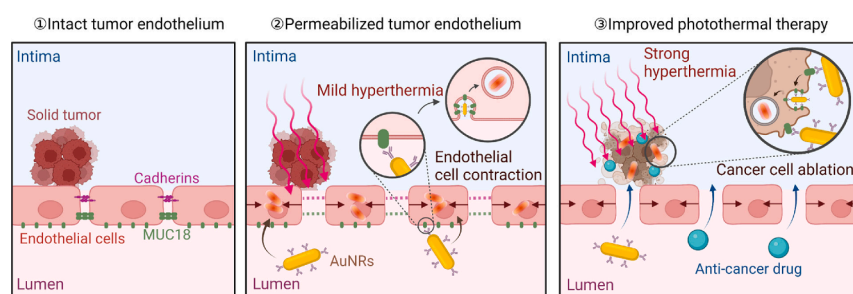 ①Intact tumor endothelium
②Permeabilized tumor endothelium
③Improved photothermal therapy
Intima
Solid tumor
Cadherins
Endothelial cells
MUC18
Lumen
Intima
Mild hyperthermia
Endothelial
cell contraction
AuNRs
Lumen
Intima
Strong
hyperthermia
Cancer cell ablation
Anti-cancer drug
Lumen